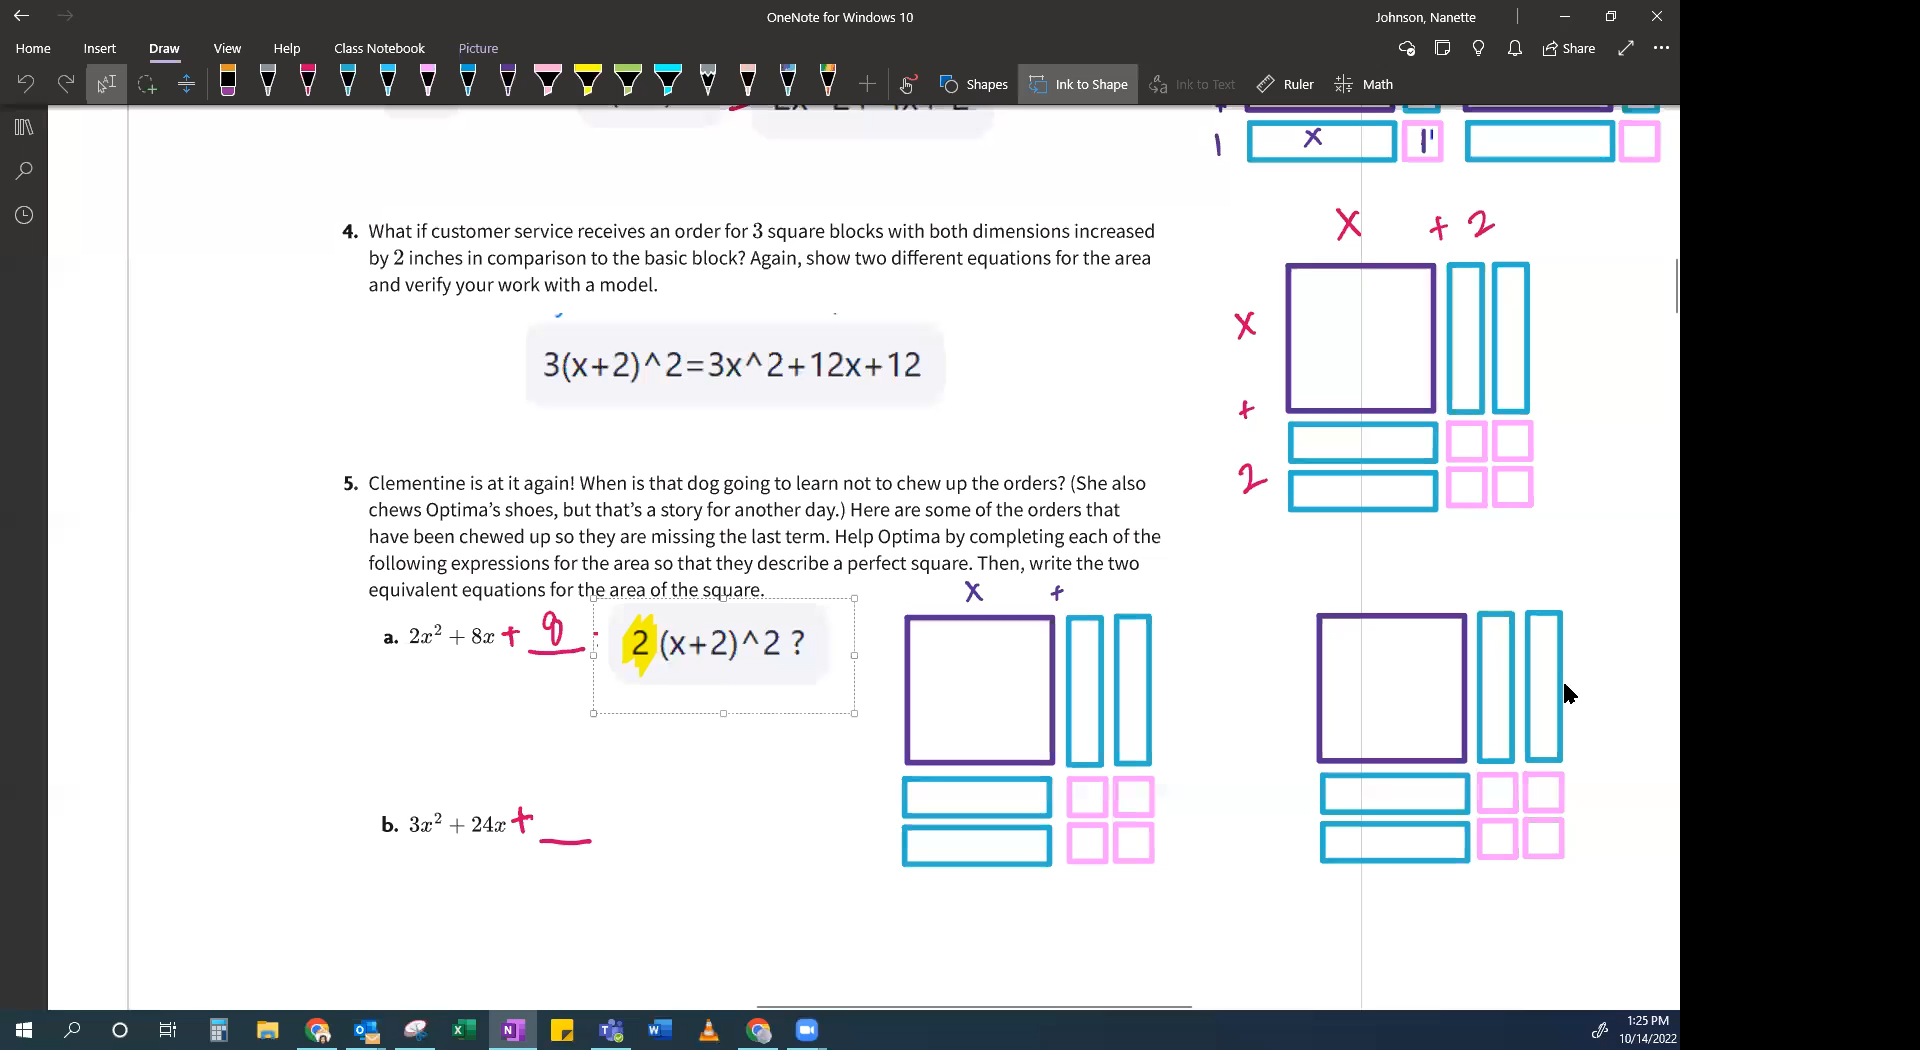 OneNote for Windows 10
Johnson, Nanette
Home Insert Draw View Help Class Notebook Picture
Share
Shapes Ink to Shape Ink to Text Ruler Math
1 x 1
x + 2
4. What if customer service receives an order for 3 square blocks with both dimensions increased
by 2 inches in comparison to the basic block? Again, show two different equations for the area
and verify your work with a model.
3(x+2)^2=3x^2+12x+12
x
+
2
5. Clementine is at it again! When is that dog going to learn not to chew up the orders? (She also
chews Optima's shoes, but that's a story for another day.) Here are some of the orders that
have been chewed up so they are missing the last term. Help Optima by completing each of the
following expressions for the area so that they describe a perfect square. Then, write the two
equivalent equations for the area of the square.
x +
a. 2x² + 8x + 8
2(x+2)^2 ?
b. 3x² + 24x + __
1:25 PM
10/14/2022